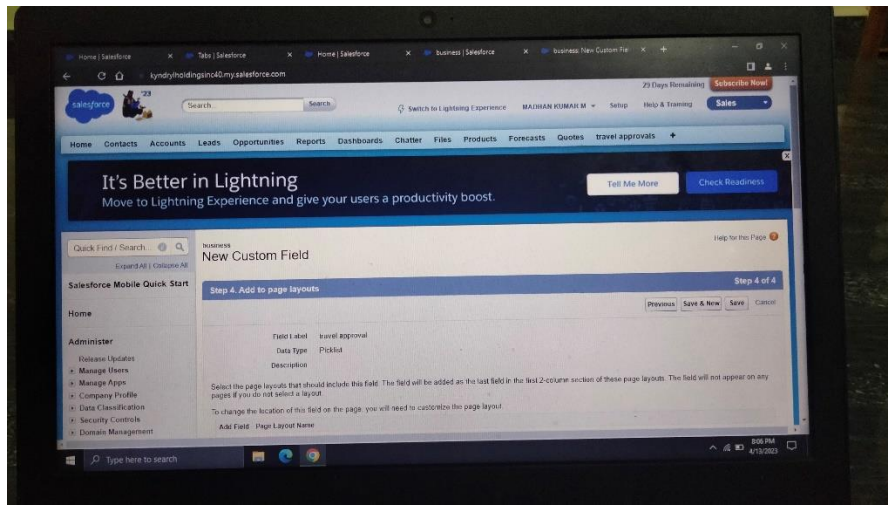 Home | Salesforce
Tabs | Salesforce
Home | Salesforce
business | Salesforce
business: New Custom Fie
kyndrylholdingsinc40.my.salesforce.com
29 Days Remaining Subscribe Now!
salesforce '23 Search... Search
Switch to Lightning Experience MADHAN KUMAR M Setup Help & Training Sales
Home Contacts Accounts Leads Opportunities Reports Dashboards Chatter Files Products Forecasts Quotes travel approvals +
It's Better in Lightning
Move to Lightning Experience and give your users a productivity boost.
Tell Me More Check Readiness
Quick Find / Search...
Expand All | Collapse All
Salesforce Mobile Quick Start
Home
Administer
Release Updates
Manage Users
Manage Apps
Company Profile
Data Classification
Security Controls
Domain Management
business
New Custom Field
Help for this Page
Step 4. Add to page layouts Step 4 of 4
Previous Save & New Save Cancel
Field Label travel approval
Data Type Picklist
Description
Select the page layouts that should include this field. The field will be added as the last field in the first 2-column section of these page layouts. The field will not appear on any
pages if you do not select a layout.
To change the location of this field on the page, you will need to customize the page layout.
Add Field Page Layout Name
Type here to search
8:06 PM
4/13/2023